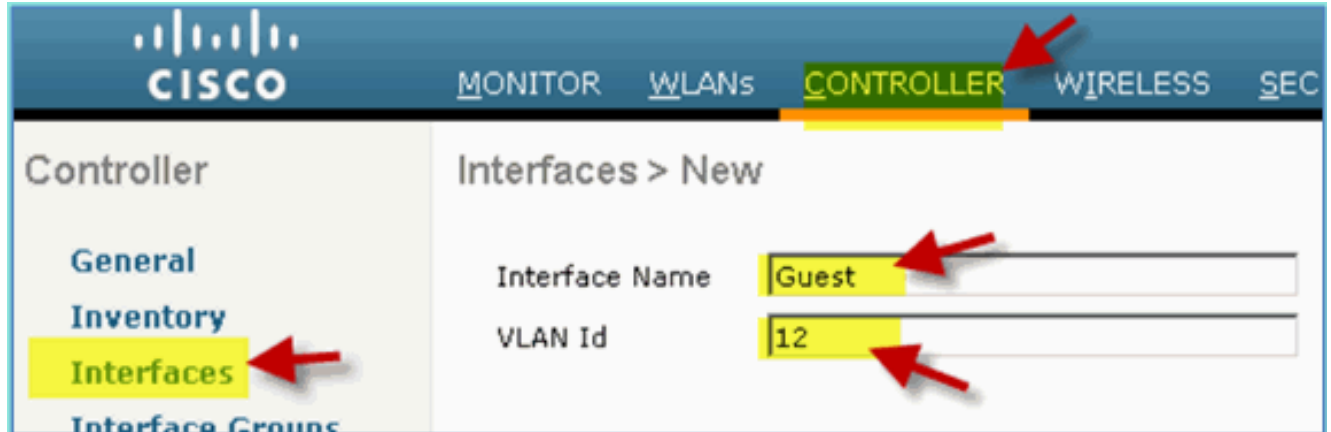 CISCO
MONITOR WLANs CONTROLLER WIRELESS SEC
Controller
General
Inventory
Interfaces
Interface Groups
Interfaces > New
Interface Name Guest
VLAN Id 12